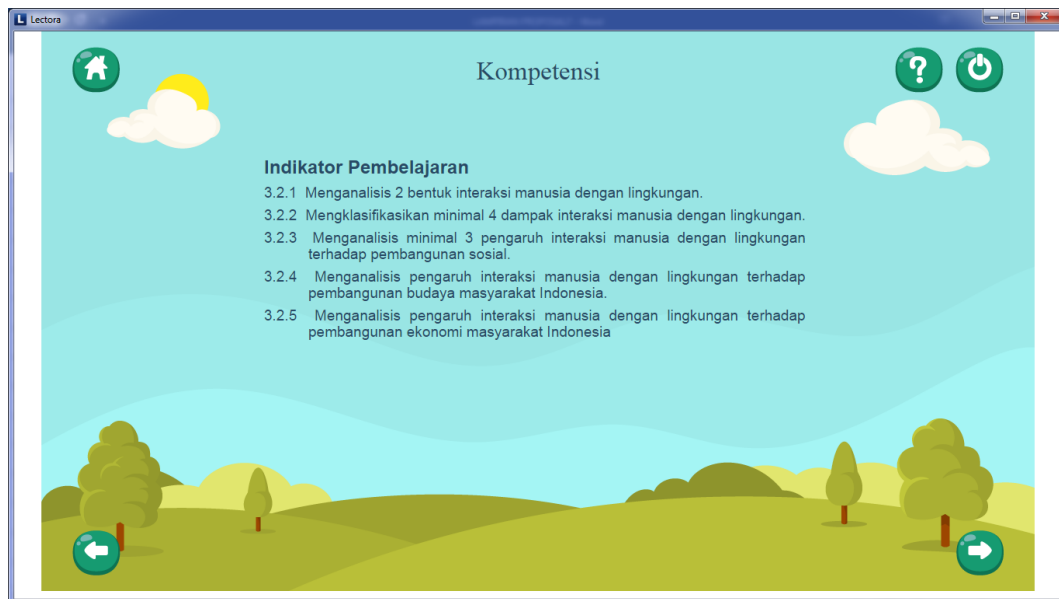 Lectora
Kompetensi
Indikator Pembelajaran
3.2.1 Menganalisis 2 bentuk interaksi manusia dengan lingkungan.
3.2.2 Mengklasifikasikan minimal 4 dampak interaksi manusia dengan lingkungan.
3.2.3 Menganalisis minimal 3 pengaruh interaksi manusia dengan lingkungan
terhadap pembangunan sosial.
3.2.4 Menganalisis pengaruh interaksi manusia dengan lingkungan terhadap
pembangunan budaya masyarakat Indonesia.
3.2.5 Menganalisis pengaruh interaksi manusia dengan lingkungan terhadap
pembangunan ekonomi masyarakat Indonesia